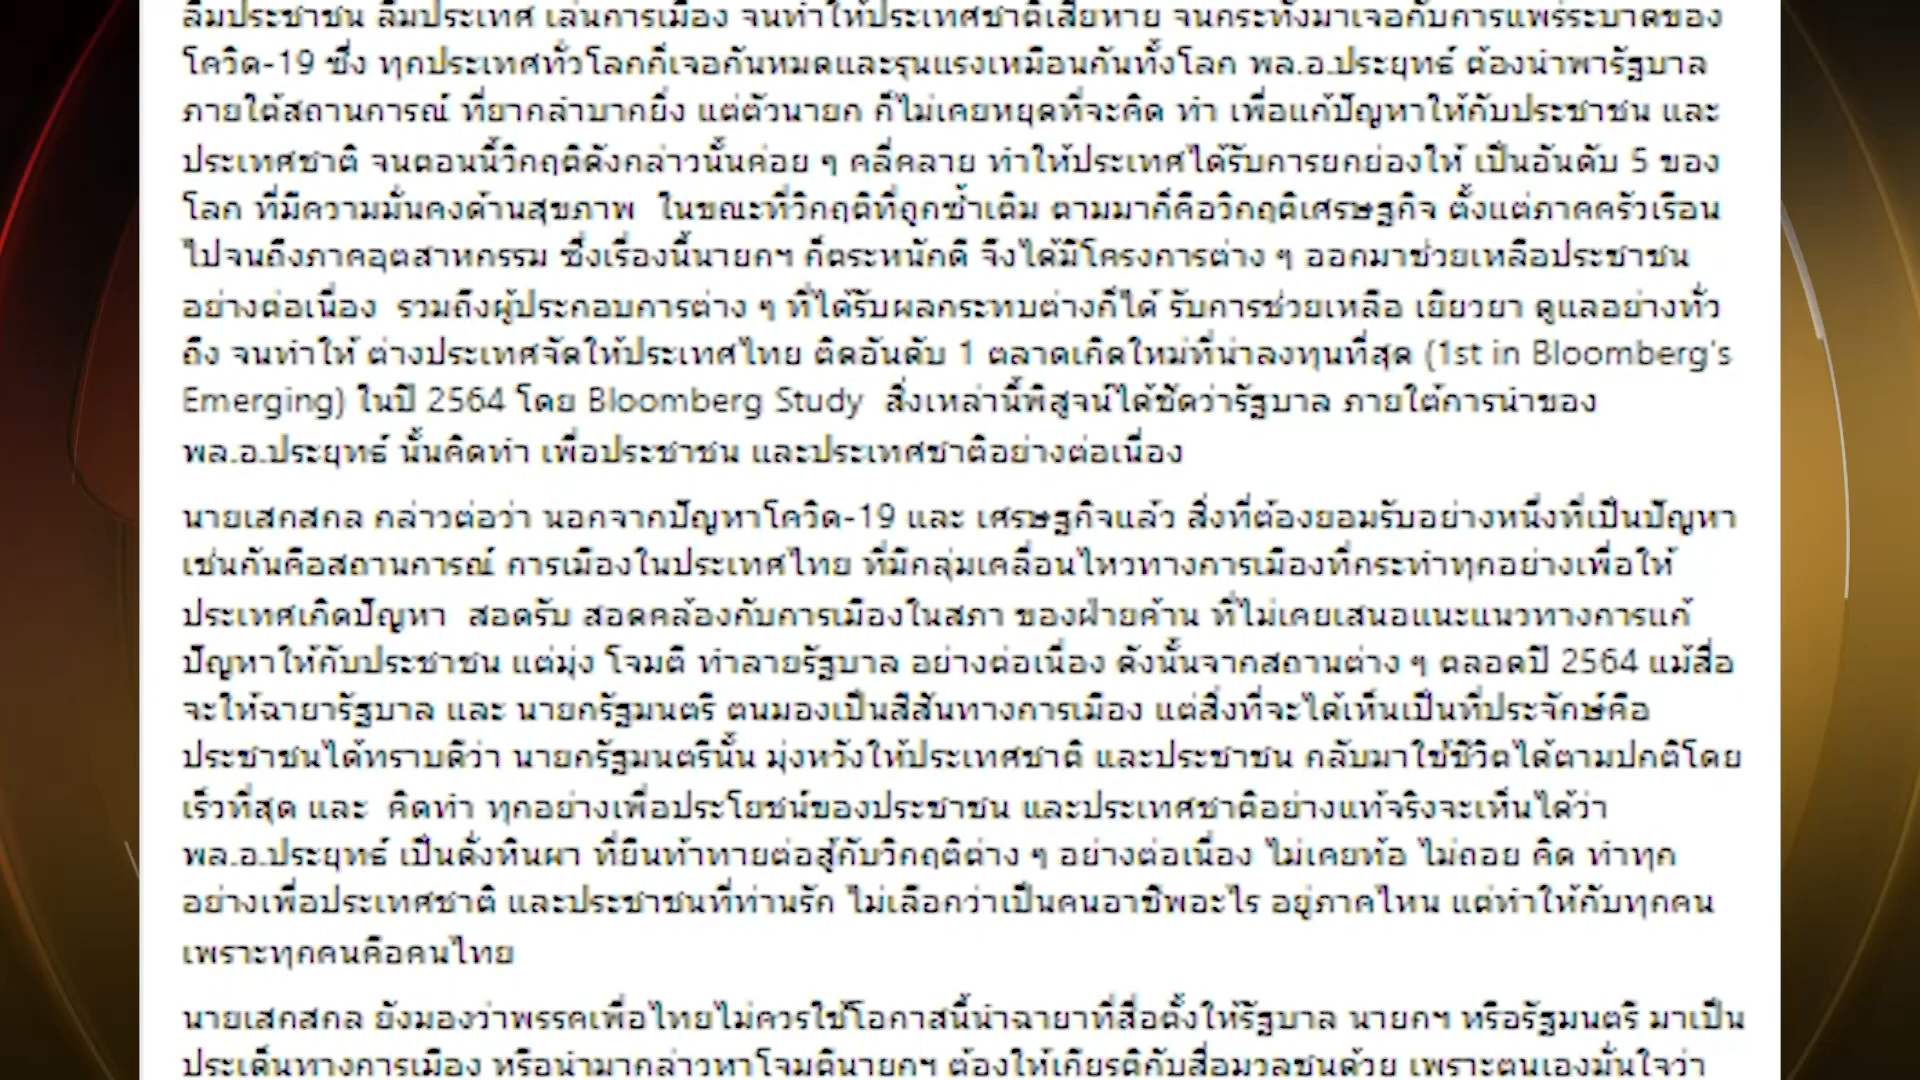 ลืมประชาชน ลืมประเทศ เล่นการเมือง จนทำให้ประเทศชาติเสียหาย จนกระทั่งมาเจอกับการแพร่ระบาดของ
โควิด-19 ซึ่ง ทุกประเทศทั่วโลกก็เจอกันหมดและรุนแรงเหมือนกันทั้งโลก พล.อ.ประยุทธ์ ต้องนำพารัฐบาล
ภายใต้สถานการณ์ ที่ยากลำบากยิ่ง แต่ตัวนายก ก็ไม่เคยหยุดที่จะคิด ทำ เพื่อแก้ปัญหาให้กับประชาชน และ
ประเทศชาติ จนตอนนี้วิกฤติดังกล่าวนั้นค่อย ๆ คลี่คลาย ทำให้ประเทศได้รับการยกย่องให้ เป็นอันดับ 5 ของ
โลก ที่มีความมั่นคงด้านสุขภาพ ในขณะที่วิกฤติที่ถูกซ้ำเติม ตามมาก็คือวิกฤติเศรษฐกิจ ตั้งแต่ภาคครัวเรือน
ไปจนถึงภาคอุตสาหกรรม ซึ่งเรื่องนี้นายกฯ ก็ตระหนักดี จึงได้มีโครงการต่าง ๆ ออกมาช่วยเหลือประชาชน
อย่างต่อเนื่อง รวมถึงผู้ประกอบการต่าง ๆ ที่ได้รับผลกระทบต่างก็ได้ รับการช่วยเหลือ เยียวยา ดูแลอย่างทั่ว
ถึง จนทำให้ ต่างประเทศจัดให้ประเทศไทย ติดอันดับ 1 ตลาดเกิดใหม่ที่น่าลงทุนที่สุด (1st in Bloomberg's
Emerging) ในปี 2564 โดย Bloomberg Study สิ่งเหล่านี้พิสูจน์ได้ชัดว่ารัฐบาล ภายใต้การนำของ
พล.อ.ประยุทธ์ นั้นคิดทำ เพื่อประชาชน และประเทศชาติอย่างต่อเนื่อง
นายเสกสกล กล่าวต่อว่า นอกจากปัญหาโควิด-19 และ เศรษฐกิจแล้ว สิ่งที่ต้องยอมรับอย่างหนึ่งที่เป็นปัญหา
เช่นกันคือสถานการณ์ การเมืองในประเทศไทย ที่มีกลุ่มเคลื่อนไหวทางการเมืองที่กระทำทุกอย่างเพื่อให้
ประเทศเกิดปัญหา สอดรับ สอดคล้องกับการเมืองในสภา ของฝ่ายค้าน ที่ไม่เคยเสนอแนะแนวทางการแก้
ปัญหาให้กับประชาชน แต่มุ่ง โจมตี ทำลายรัฐบาล อย่างต่อเนื่อง ดังนั้นจากสถานต่าง ๆ ตลอดปี 2564 แม้สื่อ
จะให้ฉายารัฐบาล และ นายกรัฐมนตรี ตนมองเป็นสีสันทางการเมือง แต่สิ่งที่จะได้เห็นเป็นที่ประจักษ์คือ
ประชาชนได้ทราบดีว่า นายกรัฐมนตรีนั้น มุ่งหวังให้ประเทศชาติ และประชาชน กลับมาใช้ชีวิตได้ตามปกติโดย
เร็วที่สุด และ คิดทำ ทุกอย่างเพื่อประโยชน์ของประชาชน และประเทศชาติอย่างแท้จริงจะเห็นได้ว่า
พล.อ.ประยุทธ์ เป็นดั่งหินผา ที่ยืนท้าทายต่อสู้กับวิกฤติต่าง ๆ อย่างต่อเนื่อง ไม่เคยท้อ ไม่ถอย คิด ทำทุก
อย่างเพื่อประเทศชาติ และประชาชนที่ท่านรัก ไม่เลือกว่าเป็นคนอาชีพอะไร อยู่ภาคไหน แต่ทำให้กับทุกคน
เพราะทุกคนคือคนไทย
นายเสกสกล ยังมองว่าพรรคเพื่อไทยไม่ควรใช้โอกาสนี้นำฉายาที่สื่อตั้งให้รัฐบาล นายกฯ หรือรัฐมนตรี มาเป็น
ประเด็นทางการเมือง หรือนำมากล่าวหาโจมตีนายกฯ ต้องให้เกียรติกับสื่อมวลชนด้วย เพราะตนเองมั่นใจว่า